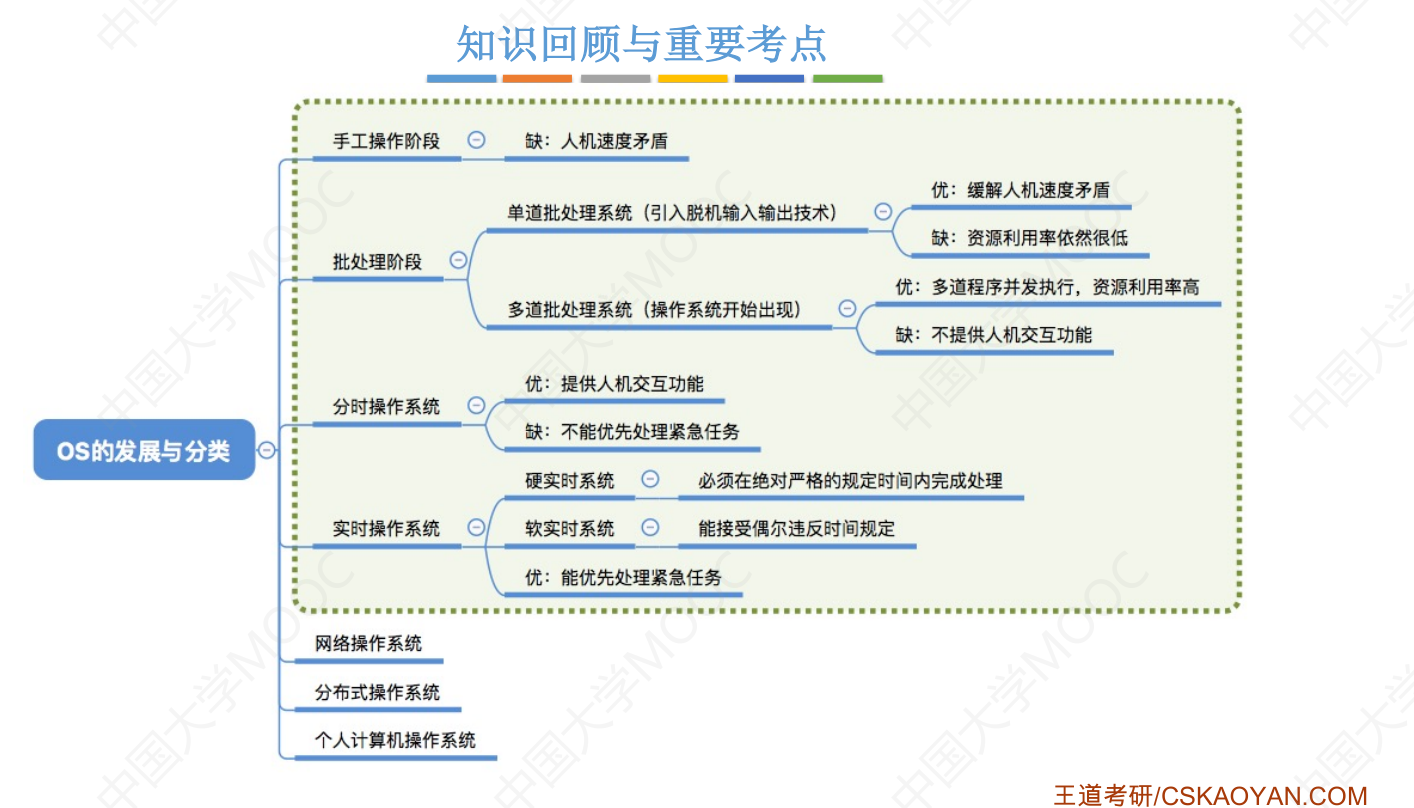 知识回顾与重要考点
手工操作阶段
缺：人机速度矛盾
优：缓解人机速度矛盾
单道批处理系统（引入脱机输入输出技术）
缺：资源利用率依然很低
批处理阶段
优：多道程序并发执行，资源利用率高
多道批处理系统（操作系统开始出现）
缺：不提供人机交互功能
优：提供人机交互功能
分时操作系统
缺：不能优先处理紧急任务
OS的发展与分类
硬实时系统
必须在绝对严格的规定时间内完成处理
实时操作系统
软实时系统
能接受偶尔违反时间规定
优：能优先处理紧急任务
网络操作系统
分布式操作系统
个人计算机操作系统
王道考研/CSKAOYAN.COM
中国大学MOOC